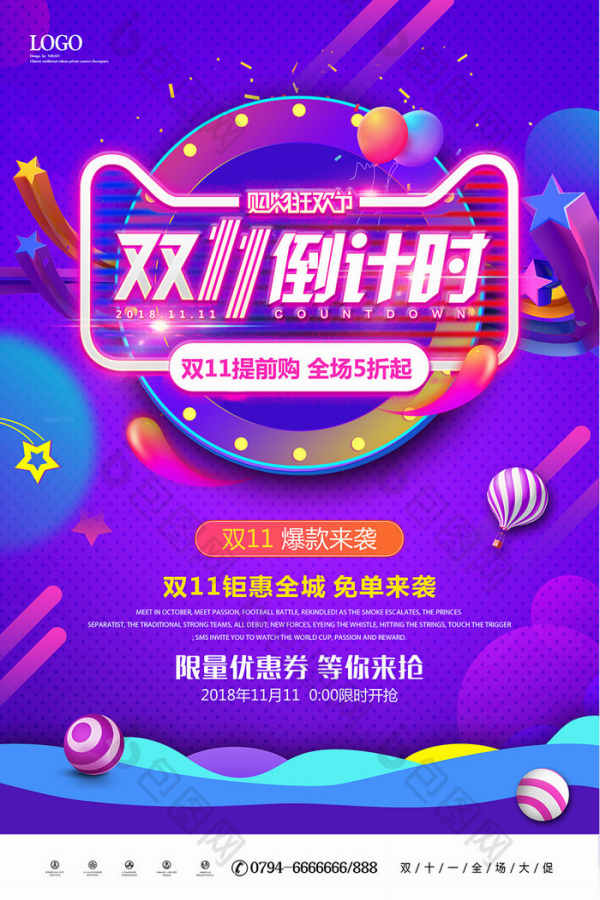 LOGO
购物狂欢节
双11倒计时
2018.11.11 COUNTDOWN
双11提前购 全场5折起
双11 爆款来袭
双11钜惠全城 免单来袭
MEET IN OCTOBER, MEET PASSION, FOOTBALL BATTLE, REKINDLED! AS THE SMOKE ESCALATES, THE PRINCES
SEPARATIST, THE TRADITIONAL STRONG TEAMS, ALL DEBUT; NEW FORCES, EYEING THE WHISTLE, HITTING THE STRINGS, TOUCH THE TRIGGER
; SMS INVITE YOU TO WATCH THE WORLD CUP, PASSION AND REWARD.
限量优惠券 等你来抢
2018年11月11 0:00限时开抢
0794-6666666/888
双/十/一/全/场/大/促
包图网